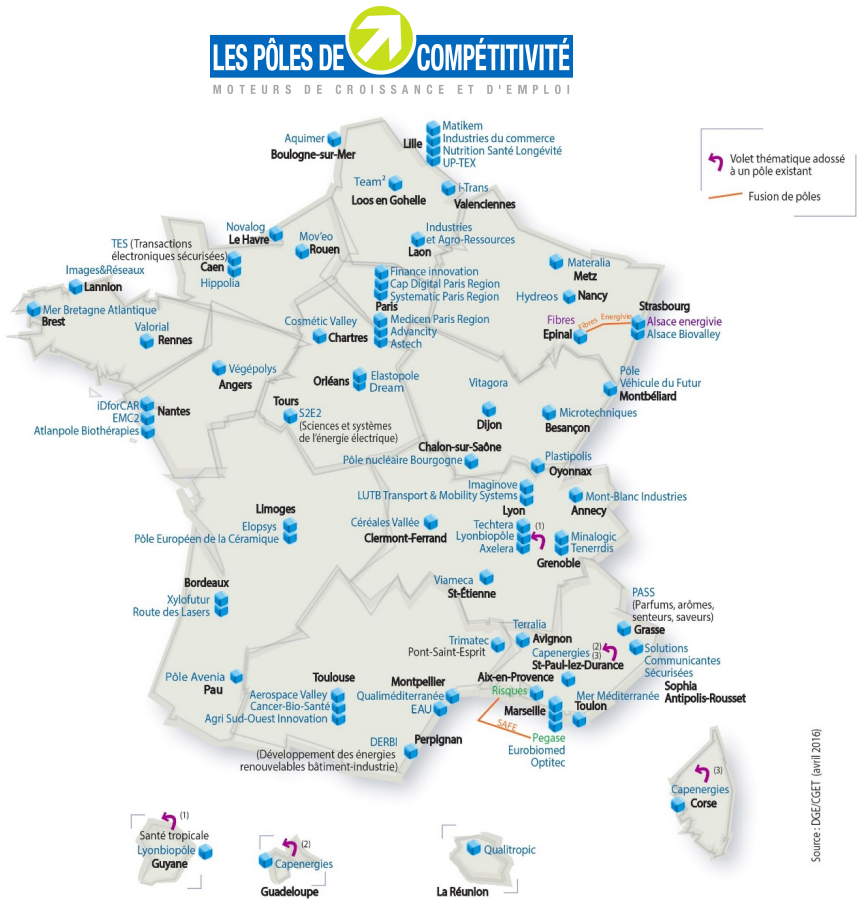 LES PÔLES DE COMPÉTITIVITÉ
MOTEURS DE CROISSANCE ET D'EMPLOI
Volet thématique adossé
à un pôle existant
Fusion de pôles
Aquimer
Boulogne-sur-Mer
Lille
Matikem
Industries du commerce
Nutrition Santé Longévité
UP-TEX
Team²
Loos en Gohelle
i-Trans
Valenciennes
Novalog
Le Havre
Mov'eo
Rouen
Industries
et Agro-Ressources
Laon
TES (Transactions
électroniques sécurisées)
Caen
Hippolia
Images&Réseaux
Lannion
Mer Bretagne Atlantique
Brest
Valorial
Rennes
Finance innovation
Cap Digital Paris Region
Systematic Paris Region
Paris
Medicen Paris Region
Advancity
Astech
Cosmétic Valley
Chartres
Materalia
Metz
Hydreos
Nancy
Strasbourg
Fibres
Fibres Energivie
Alsace energivie
Epinal
Alsace Biovalley
Végépolys
Angers
Orléans
Elastopole
Dream
Vitagora
Dijon
Pôle
Véhicule du Futur
Montbéliard
iDforCAR
EMC2
Nantes
Atlanpole Biothérapies
Tours
S2E2
(Sciences et systèmes
de l'énergie électrique)
Microtechniques
Besançon
Chalon-sur-Saône
Pôle nucléaire Bourgogne
Plastipolis
Oyonnax
Imaginove
LUTB Transport & Mobility Systems
Lyon
Mont-Blanc Industries
Annecy
Limoges
Elopsys
Pôle Européen de la Céramique
Céréales Vallée
Clermont-Ferrand
Techtera
(1)
Lyonbiopôle
Axelera
Minalogic
Tenerrdis
Grenoble
Viameca
St-Étienne
Bordeaux
Xylofutur
Route des Lasers
PASS
(Parfums, arômes,
senteurs, saveurs)
Grasse
Terralia
Avignon
Trimatec
Pont-Saint-Esprit
Capenergies
(2)
(3)
St-Paul-lez-Durance
Solutions
Communicantes
Sécurisées
Sophia
Antipolis-Rousset
Pôle Avenia
Pau
Toulouse
Aerospace Valley
Cancer-Bio-Santé
Agri Sud-Ouest Innovation
Montpellier
Qualiméditerranée
EAU
Aix-en-Provence
Risques
Marseille
Mer Méditerranée
Toulon
SAFE
Pegase
Eurobiomed
Optitec
DERBI
Perpignan
(Développement des énergies
renouvelables bâtiment-industrie)
(3)
Capenergies
Corse
(1)
Santé tropicale
Lyonbiopôle
Guyane
(2)
Capenergies
Guadeloupe
Qualitropic
La Réunion
Source : DGE/CGET (avril 2016)